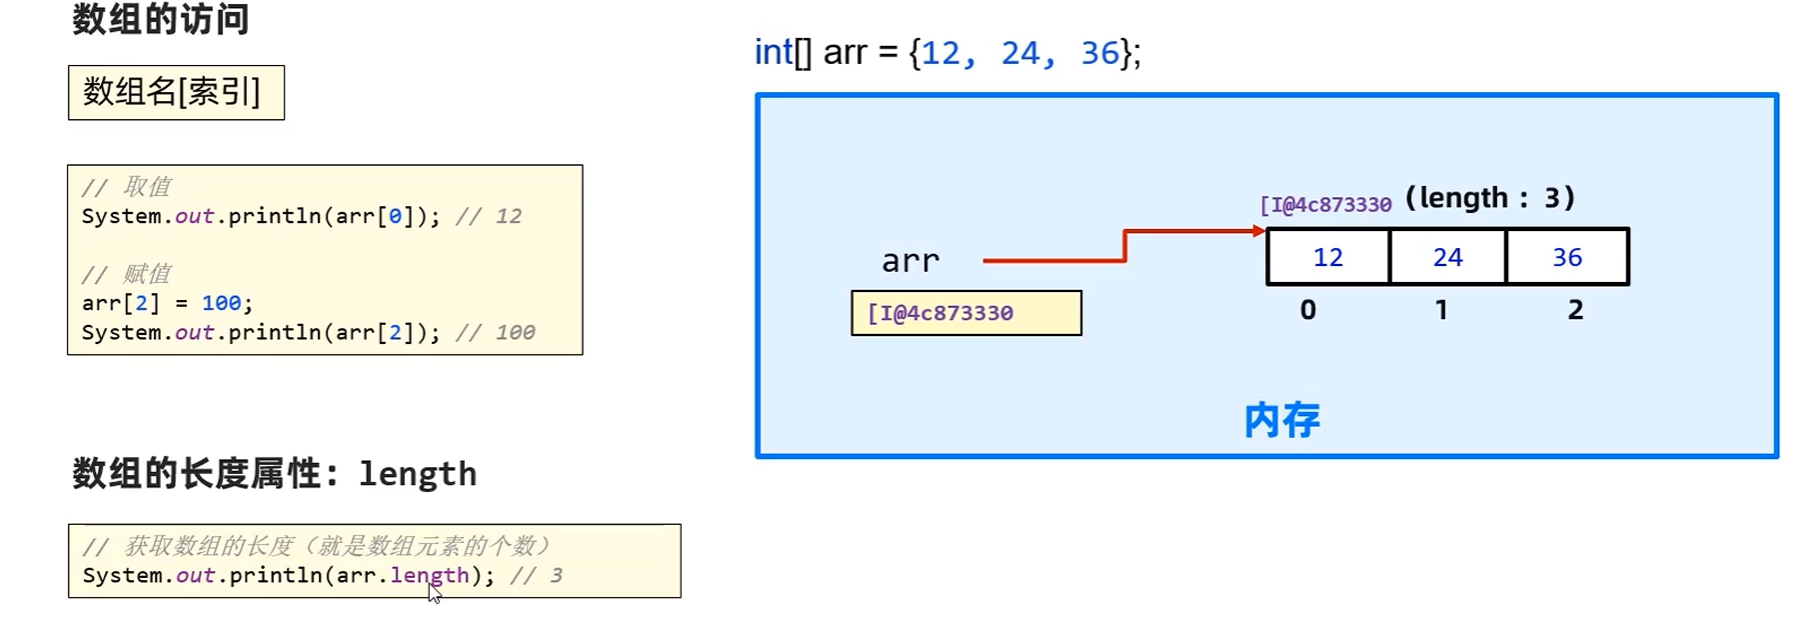 数组的访问
数组名[索引]
// 取值
System.out.println(arr[0]); // 12
// 赋值
arr[2] = 100;
System.out.println(arr[2]); // 100
数组的长度属性：length
// 获取数组的长度（就是数组元素的个数）
System.out.println(arr.length); // 3
int[] arr = {12, 24, 36};
[I@4c873330 （length：3）
arr
12 24 36
[I@4c873330
0 1 2
内存